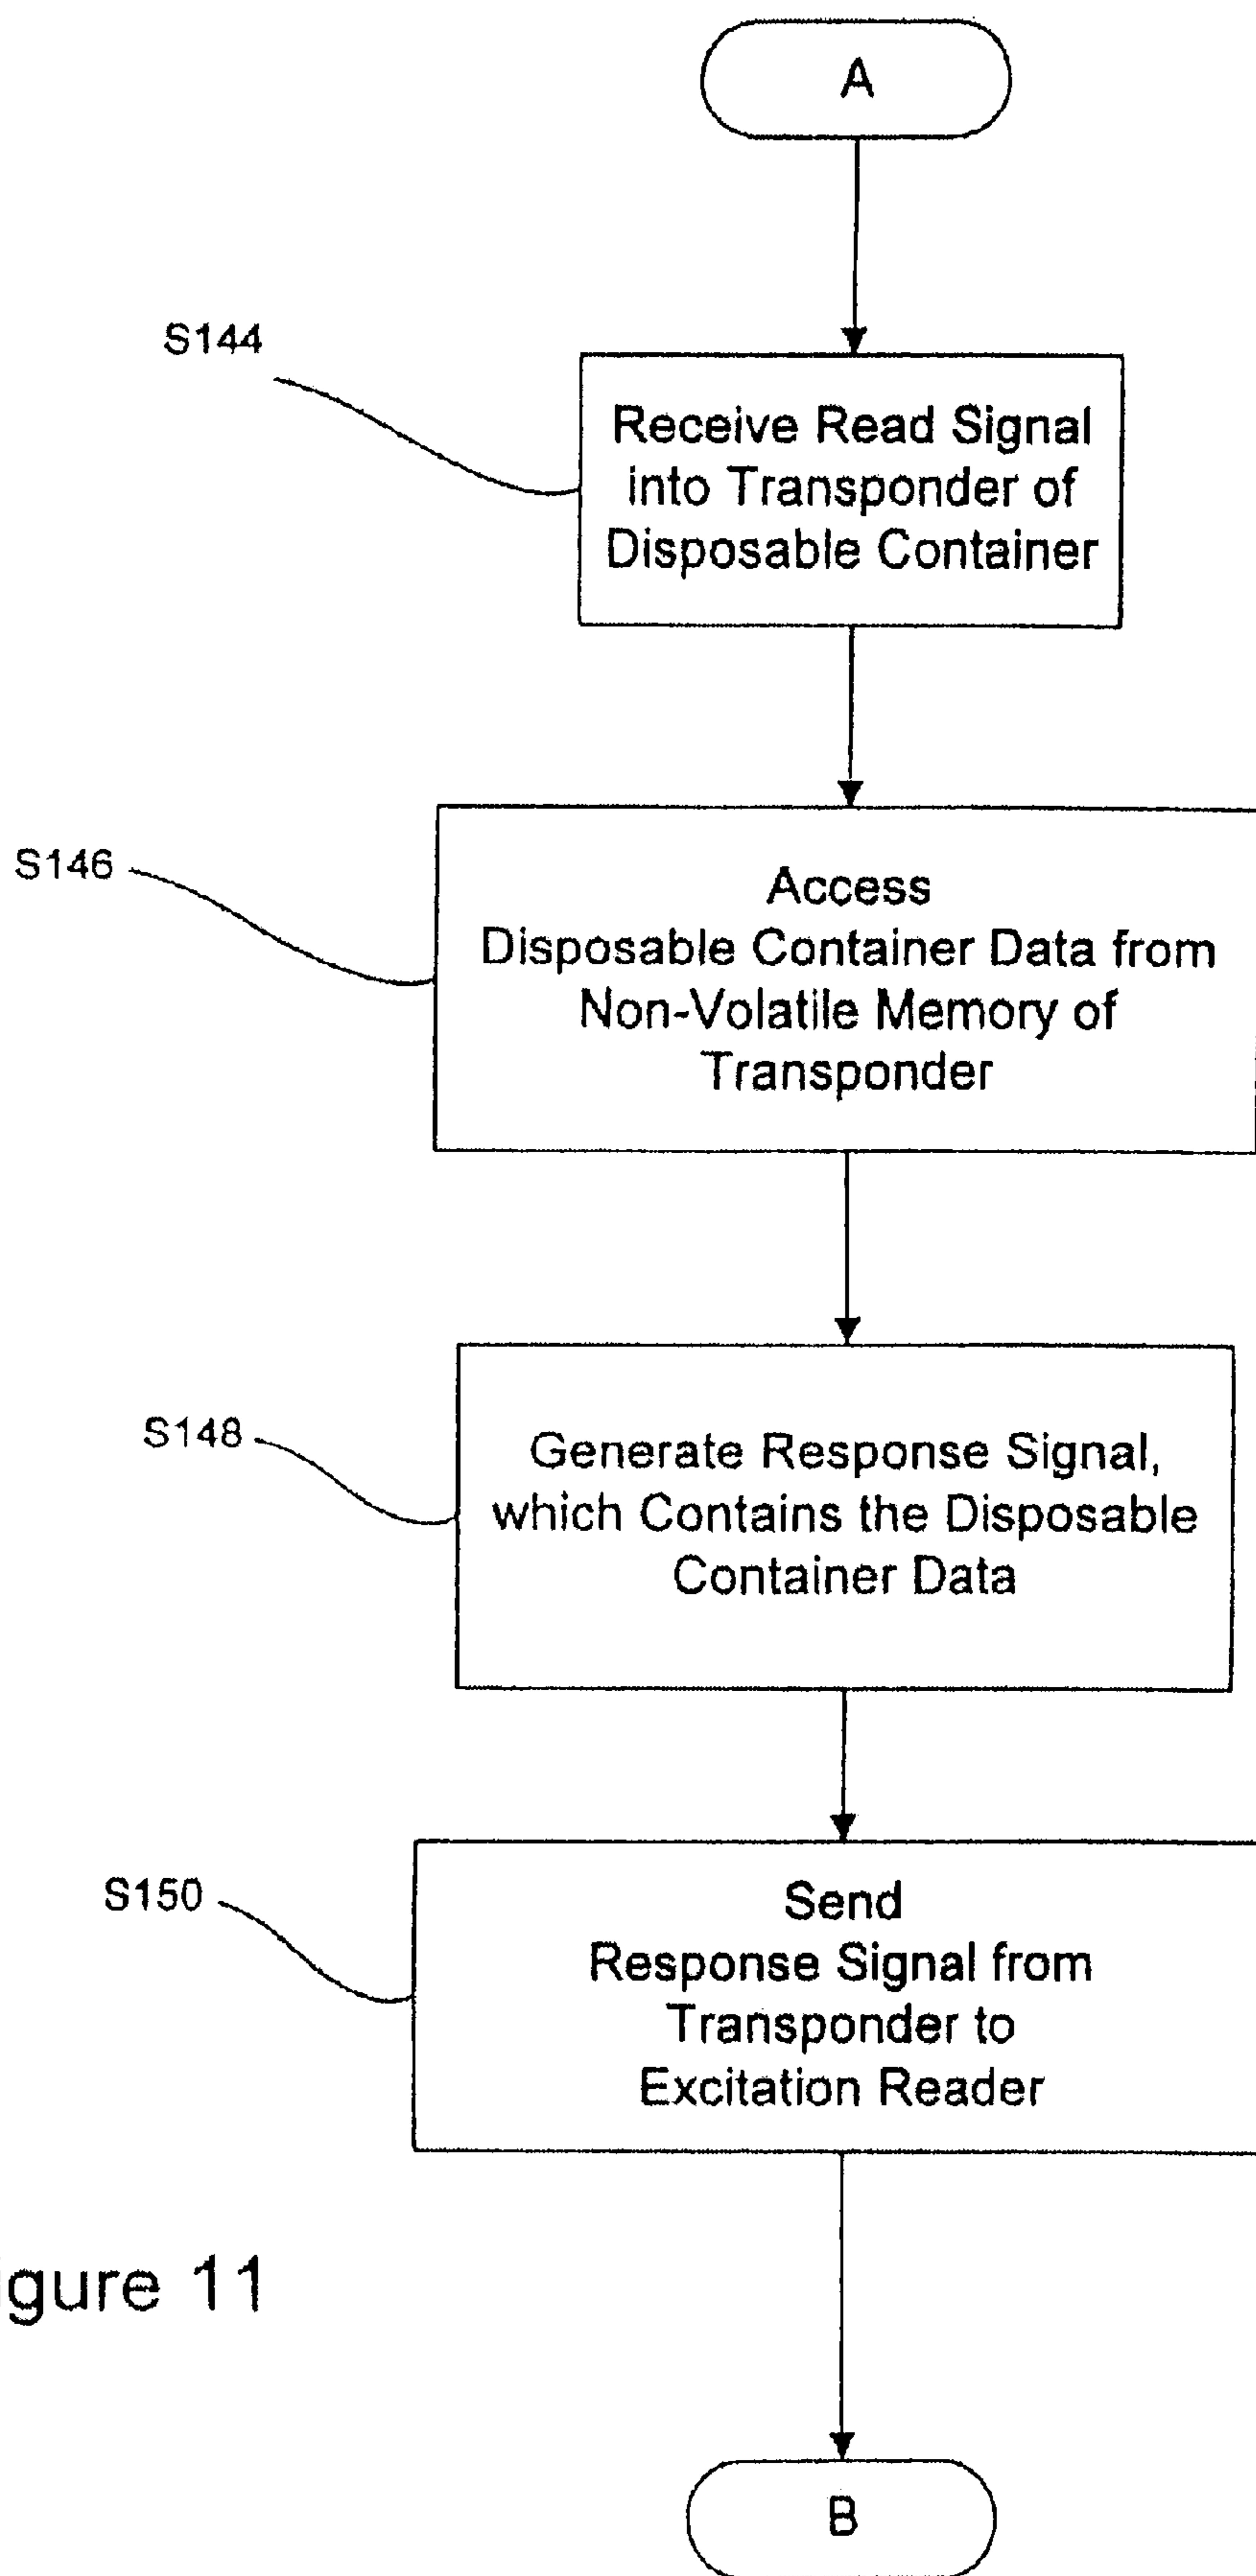 A
S144
Receive Read Signal
into Transponder of
Disposable Container
S146
Access
Disposable Container Data from
Non-Volatile Memory of
Transponder
S148
Generate Response Signal,
which Contains the Disposable
Container Data
S150
Send
Response Signal from
Transponder to
Excitation Reader
igure 11
B